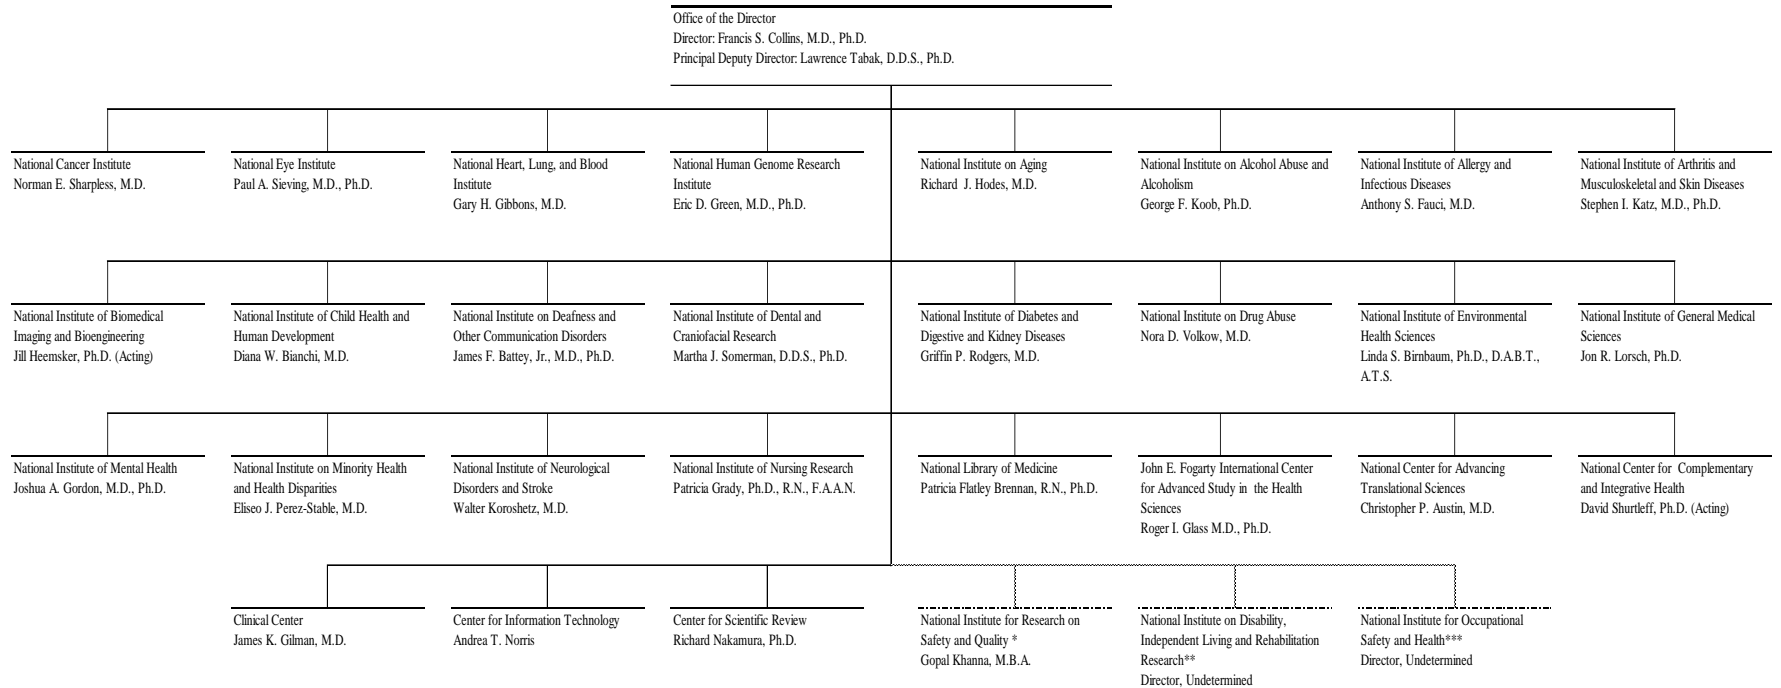 Office of the Director
Director: Francis S. Collins, M.D., Ph.D.
Principal Deputy Director: Lawrence Tabak, D.D.S., Ph.D.
National Cancer Institute
Norman E. Sharpless, M.D.
National Eye Institute
Paul A. Sieving, M.D., Ph.D.
National Heart, Lung, and Blood
Institute
Gary H. Gibbons, M.D.
National Human Genome Research
Institute
Eric D. Green, M.D., Ph.D.
National Institute on Aging
Richard J. Hodes, M.D.
National Institute on Alcohol Abuse and
Alcoholism
George F. Koob, Ph.D.
National Institute of Allergy and
Infectious Diseases
Anthony S. Fauci, M.D.
National Institute of Arthritis and
Musculoskeletal and Skin Diseases
Stephen I. Katz, M.D., Ph.D.
National Institute of Biomedical
Imaging and Bioengineering
Jill Heemsker, Ph.D. (Acting)
National Institute of Child Health and
Human Development
Diana W. Bianchi, M.D.
National Institute on Deafness and
Other Communication Disorders
James F. Battey, Jr., M.D., Ph.D.
National Institute of Dental and
Craniofacial Research
Martha J. Somerman, D.D.S., Ph.D.
National Institute of Diabetes and
Digestive and Kidney Diseases
Griffin P. Rodgers, M.D.
National Institute on Drug Abuse
Nora D. Volkow, M.D.
National Institute of Environmental
Health Sciences
Linda S. Birnbaum, Ph.D., D.A.B.T.,
A.T.S.
National Institute of General Medical
Sciences
Jon R. Lorsch, Ph.D.
National Institute of Mental Health
Joshua A. Gordon, M.D., Ph.D.
National Institute on Minority Health
and Health Disparities
Eliseo J. Perez-Stable, M.D.
National Institute of Neurological
Disorders and Stroke
Walter Koroshetz, M.D.
National Institute of Nursing Research
Patricia Grady, Ph.D., R.N., F.A.A.N.
National Library of Medicine
Patricia Flatley Brennan, R.N., Ph.D.
John E. Fogarty International Center
for Advanced Study in the Health
Sciences
Roger I. Glass M.D., Ph.D.
National Center for Advancing
Translational Sciences
Christopher P. Austin, M.D.
National Center for Complementary
and Integrative Health
David Shurtleff, Ph.D. (Acting)
Clinical Center
James K. Gilman, M.D.
Center for Information Technology
Andrea T. Norris
Center for Scientific Review
Richard Nakamura, Ph.D.
National Institute for Research on
Safety and Quality *
Gopal Khanna, M.B.A.
National Institute on Disability,
Independent Living and Rehabilitation
Research**
Director, Undetermined
National Institute for Occupational
Safety and Health***
Director, Undetermined